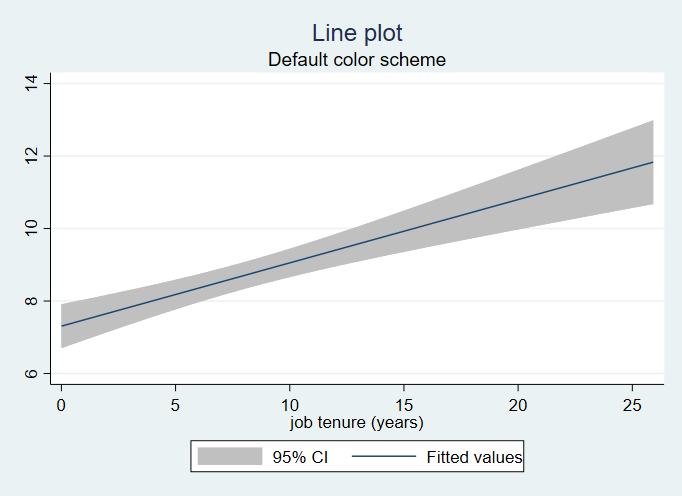 Line plot
Default color scheme
14
12
10
8
6
0 5 10 15 20 25
job tenure (years)
95% CI Fitted values